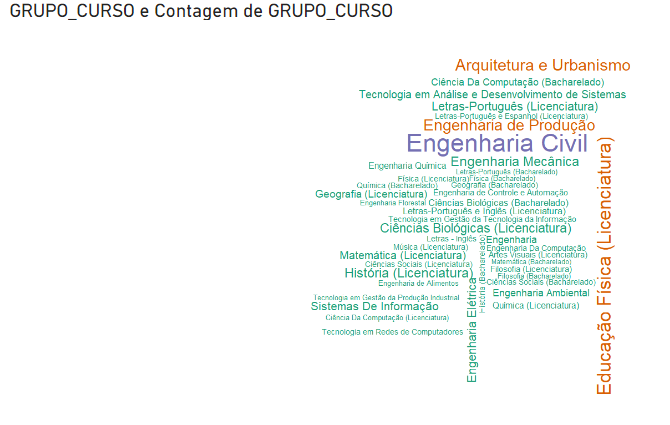 GRUPO_CURSO e Contagem de GRUPO_CURSO
Arquitetura e Urbanismo
Ciência Da Computação (Bacharelado)
Tecnologia em Análise e Desenvolvimento de Sistemas
Letras-Português (Licenciatura)
Letras-Português e Espanhol (Licenciatura)
Engenharia de Produção
Engenharia Civil
Engenharia Química
Engenharia Mecânica
Letras-Português (Bacharelado)
Física (Licenciatura)
Física (Bacharelado)
Química (Bacharelado)
Geografia (Bacharelado)
Geografia (Licenciatura)
Engenharia de Controle e Automação
Engenharia Florestal
Ciências Biológicas (Bacharelado)
Letras-Português e Inglês (Licenciatura)
Tecnologia em Gestão da Tecnologia da Informação
Ciências Biológicas (Licenciatura)
Letras - Inglês
Engenharia
Música (Licenciatura)
Engenharia Da Computação
Matemática (Licenciatura)
Artes Visuais (Licenciatura)
Matemática (Bacharelado)
Ciências Sociais (Licenciatura)
Filosofia (Licenciatura)
História (Licenciatura)
Filosofia (Bacharelado)
Engenharia de Alimentos
Ciências Sociais (Bacharelado)
História (Bacharelado)
Engenharia Ambiental
Tecnologia em Gestão da Produção Industrial
Sistemas De Informação
Química (Licenciatura)
Ciência Da Computação (Licenciatura)
Tecnologia em Redes de Computadores
Engenharia Elétrica
Educação Física (Licenciatura)